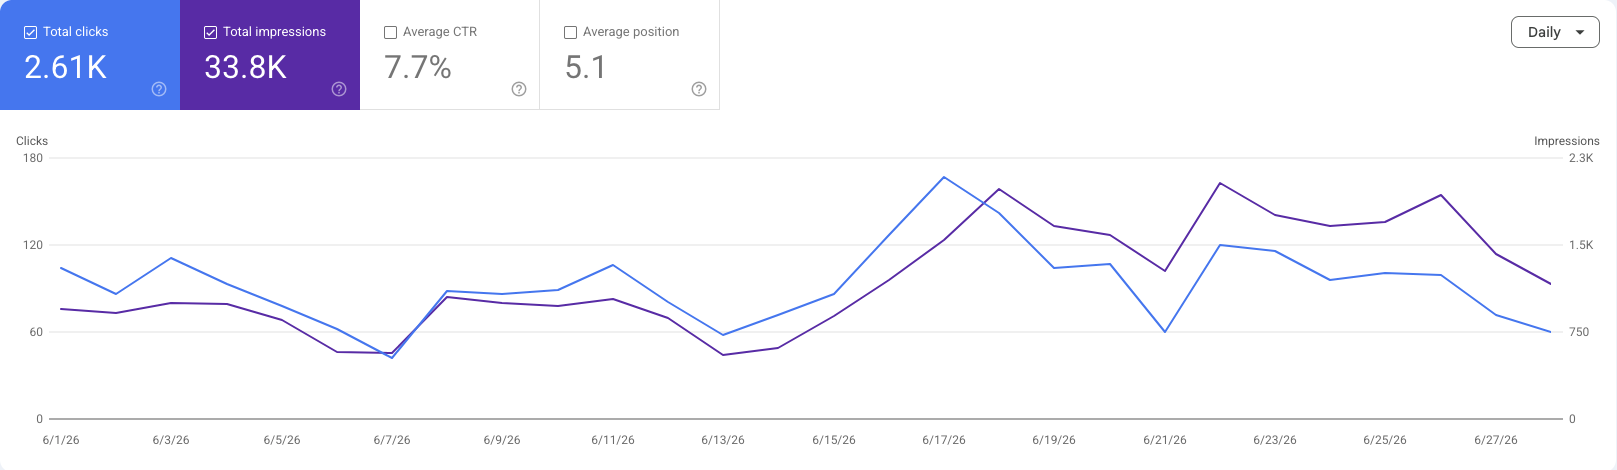 Total clicks
2.61K
Total impressions
33.8K
Average CTR
7.7%
Average position
5.1
Daily
Clicks
Impressions
180
120
60
0
2.3K
1.5K
750
0
6/1/26
6/3/26
6/5/26
6/7/26
6/9/26
6/11/26
6/13/26
6/15/26
6/17/26
6/19/26
6/21/26
6/23/26
6/25/26
6/27/26